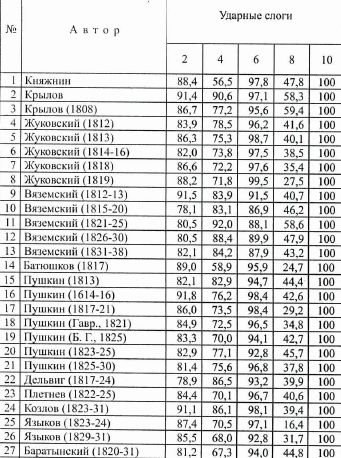 № Автор Ударные слоги
2 4 6 8 10
1 Княжнин 88,4 56,5 97,8 47,8 100
2 Крылов 91,4 90,6 97,1 58,3 100
3 Крылов (1808) 86,7 77,2 95,6 59,4 100
4 Жуковский (1812) 83,9 78,5 96,2 41,6 100
5 Жуковский (1813) 86,3 75,3 98,7 40,1 100
6 Жуковский (1814-16) 82,0 73,8 97,5 38,5 100
7 Жуковский (1818) 86,6 72,2 97,6 35,4 100
8 Жуковский (1819) 88,2 71,8 99,5 27,5 100
9 Вяземский (1812-13) 91,5 83,9 91,5 40,7 100
10 Вяземский (1815-20) 78,1 83,1 86,9 46,2 100
11 Вяземский (1821-25) 80,5 92,0 88,1 58,6 100
12 Вяземский (1826-30) 80,5 88,4 89,9 47,9 100
13 Вяземский (1831-38) 82,1 84,2 87,9 43,2 100
14 Батюшков (1817) 89,0 58,9 95,9 24,7 100
15 Пушкин (1813) 82,1 82,9 94,7 44,4 100
16 Пушкин (1614-16) 91,8 76,2 98,4 42,6 100
17 Пушкин (1817-21) 86,0 73,5 98,4 29,2 100
18 Пушкин (Гавр., 1821) 84,9 72,5 96,5 34,8 100
19 Пушкин (Б. Г., 1825) 83,3 70,0 94,1 42,7 100
20 Пушкин (1823-25) 82,9 77,1 92,8 45,7 100
21 Пушкин (1825-30) 81,4 75,6 96,8 37,8 100
22 Дельвиг (1817-24) 78,9 86,5 93,2 39,9 100
23 Плетнев (1822-25) 84,4 70,1 96,7 40,6 100
24 Козлов (1823-31) 91,1 86,1 98,1 39,4 100
25 Языков (1823-24) 87,4 70,5 97,1 16,4 100
26 Языков (1829-31) 85,5 68,0 92,8 31,7 100
27 Баратынский (1820-31) 81,2 67,3 94,0 44,8 100